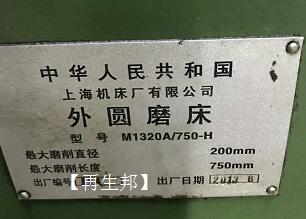 中华人民共和国
上海机床厂有限公司
外圆磨床
型号 M1320A/750-H
最大磨削直径 200mm
最大磨削长度 750mm
出厂编号 出厂日期 2013 6
【再生邦】